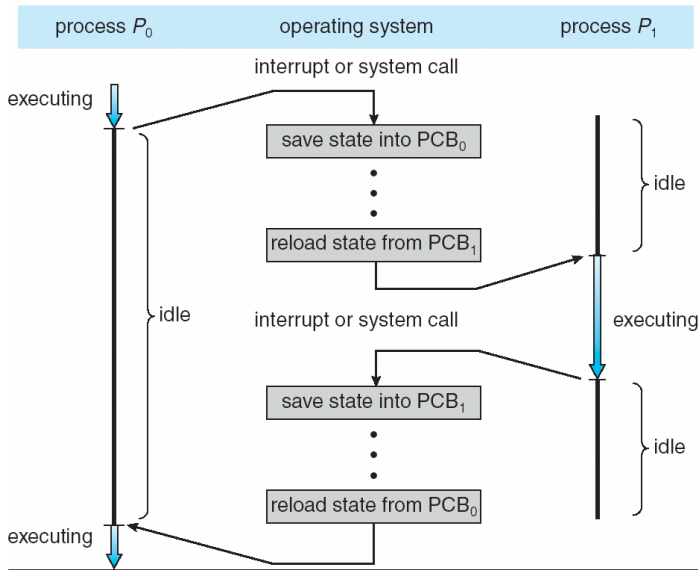 process P₀ operating system process P₁
interrupt or system call
executing
save state into PCB₀
idle
reload state from PCB₁
idle
interrupt or system call
executing
save state into PCB₁
idle
reload state from PCB₀
executing